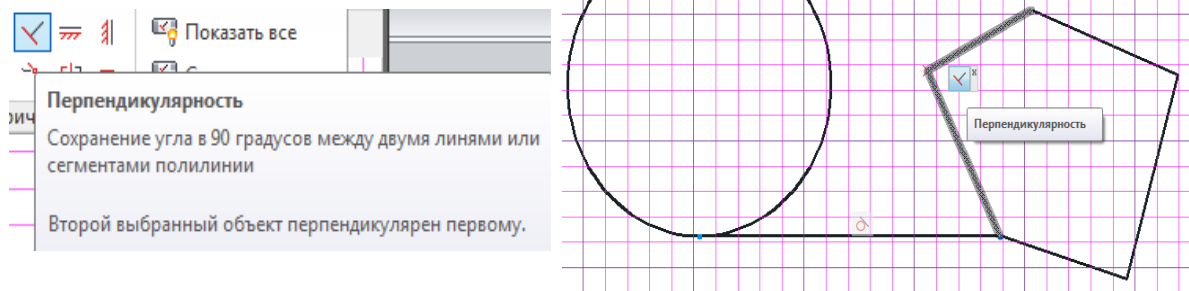 Показать все
рич
Перпендикулярность
Сохранение угла в 90 градусов между двумя линиями или
сегментами полилинии
Второй выбранный объект перпендикулярен первому.
x
Перпендикулярность